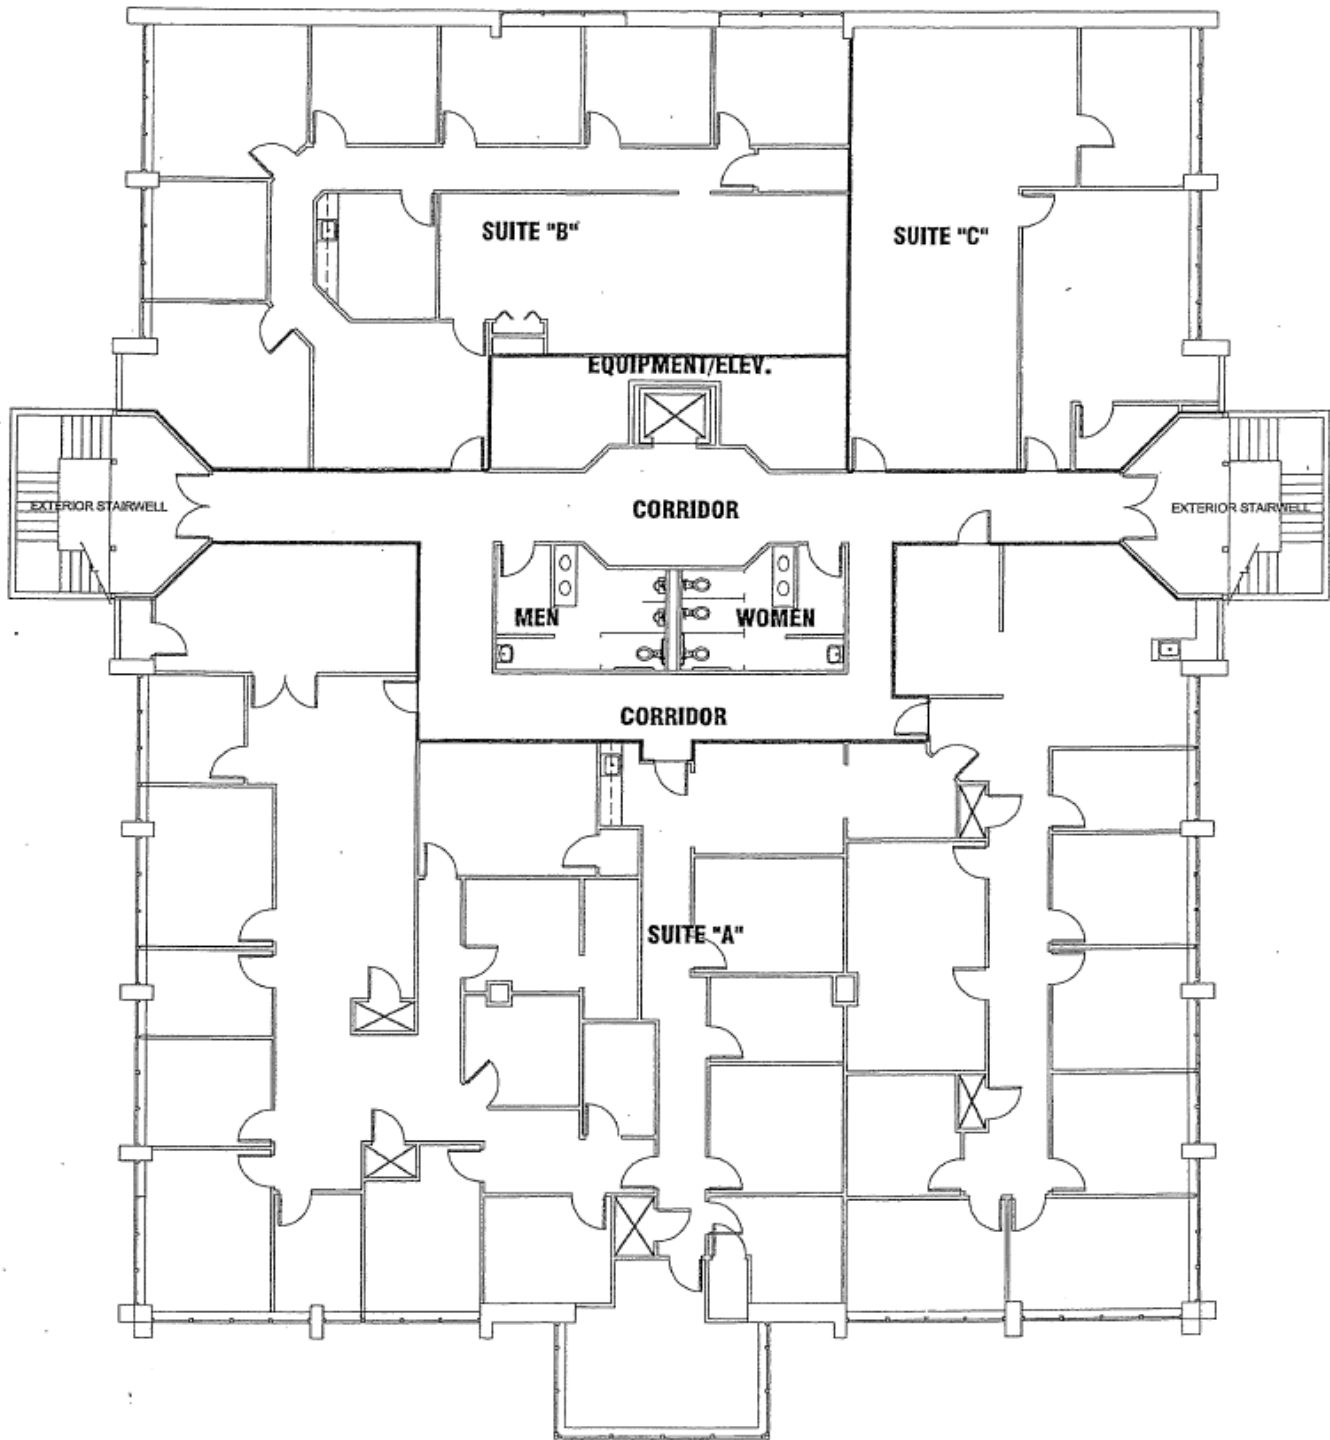 SUITE "B"
SUITE "C"
EQUIPMENT/ELEV.
EXTERIOR STAIRWELL
CORRIDOR
EXTERIOR STAIRWELL
MEN
WOMEN
CORRIDOR
SUITE "A"